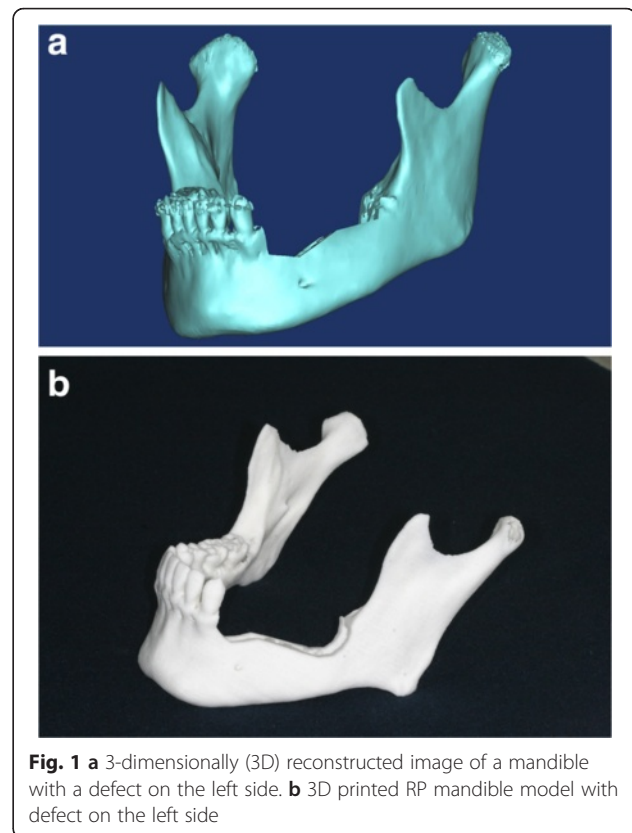 a
b
Fig. 1 a 3-dimensionally (3D) reconstructed image of a mandible
with a defect on the left side. b 3D printed RP mandible model with
defect on the left side